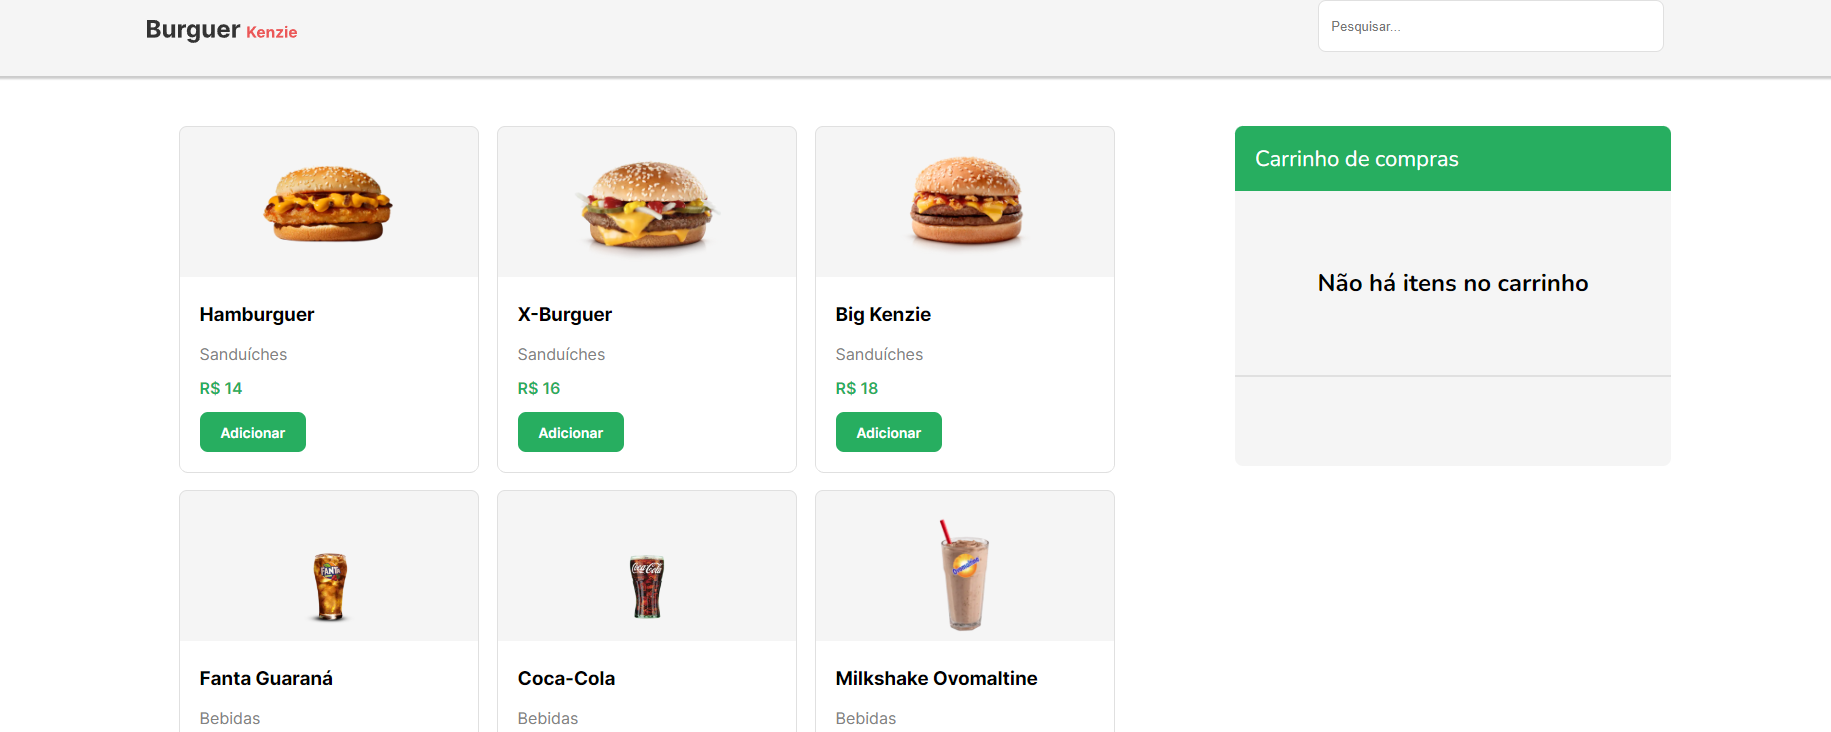 Burguer Kenzie
Pesquisar...
Carrinho de compras
Não há itens no carrinho
Hamburguer
Sanduíches
R$ 14
Adicionar
X-Burguer
Sanduíches
R$ 16
Adicionar
Big Kenzie
Sanduíches
R$ 18
Adicionar
FANTA
Fanta Guaraná
Bebidas
Coca-Cola
Coca-Cola
Bebidas
Ovomaltine
Milkshake Ovomaltine
Bebidas